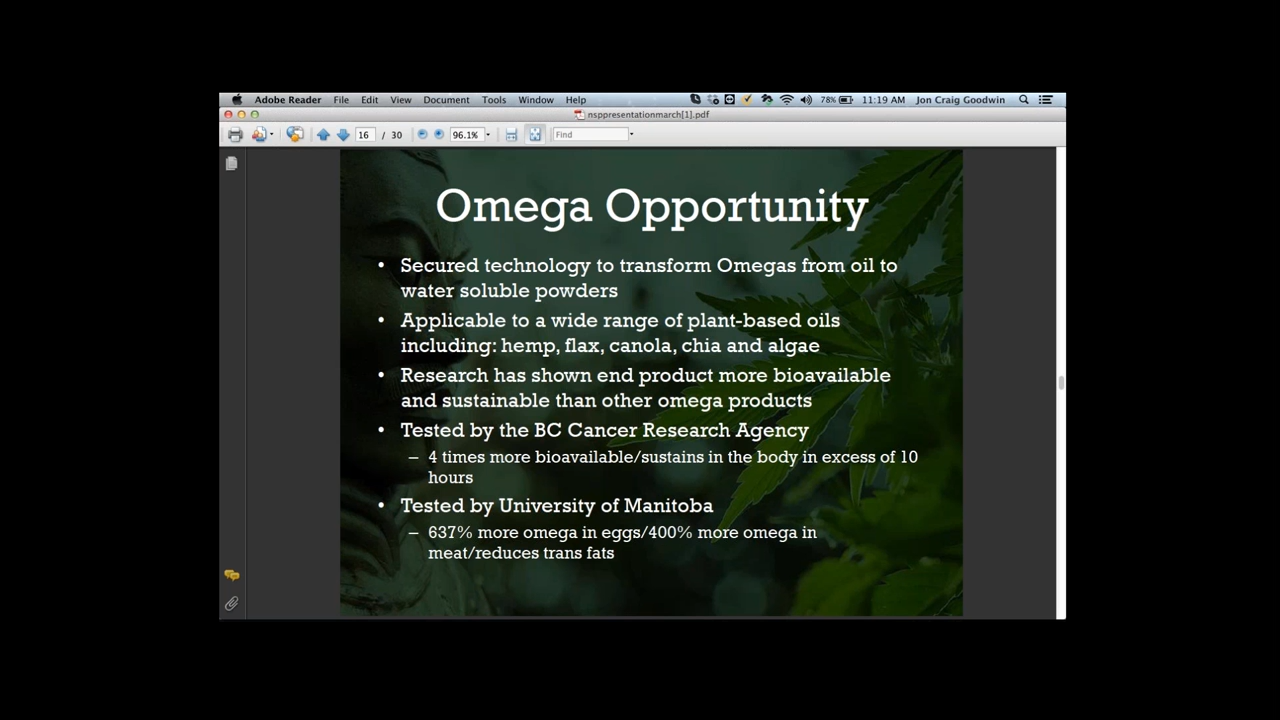 Adobe Reader File Edit View Document Tools Window Help 78% 11:19 AM Jon Craig Goodwin
nsppresentationmarch[1].pdf
16 / 30 96.1% Find
Omega Opportunity
• Secured technology to transform Omegas from oil to
water soluble powders
• Applicable to a wide range of plant-based oils
including: hemp, flax, canola, chia and algae
• Research has shown end product more bioavailable
and sustainable than other omega products
• Tested by the BC Cancer Research Agency
– 4 times more bioavailable/sustains in the body in excess of 10
hours
• Tested by University of Manitoba
– 637% more omega in eggs/400% more omega in
meat/reduces trans fats